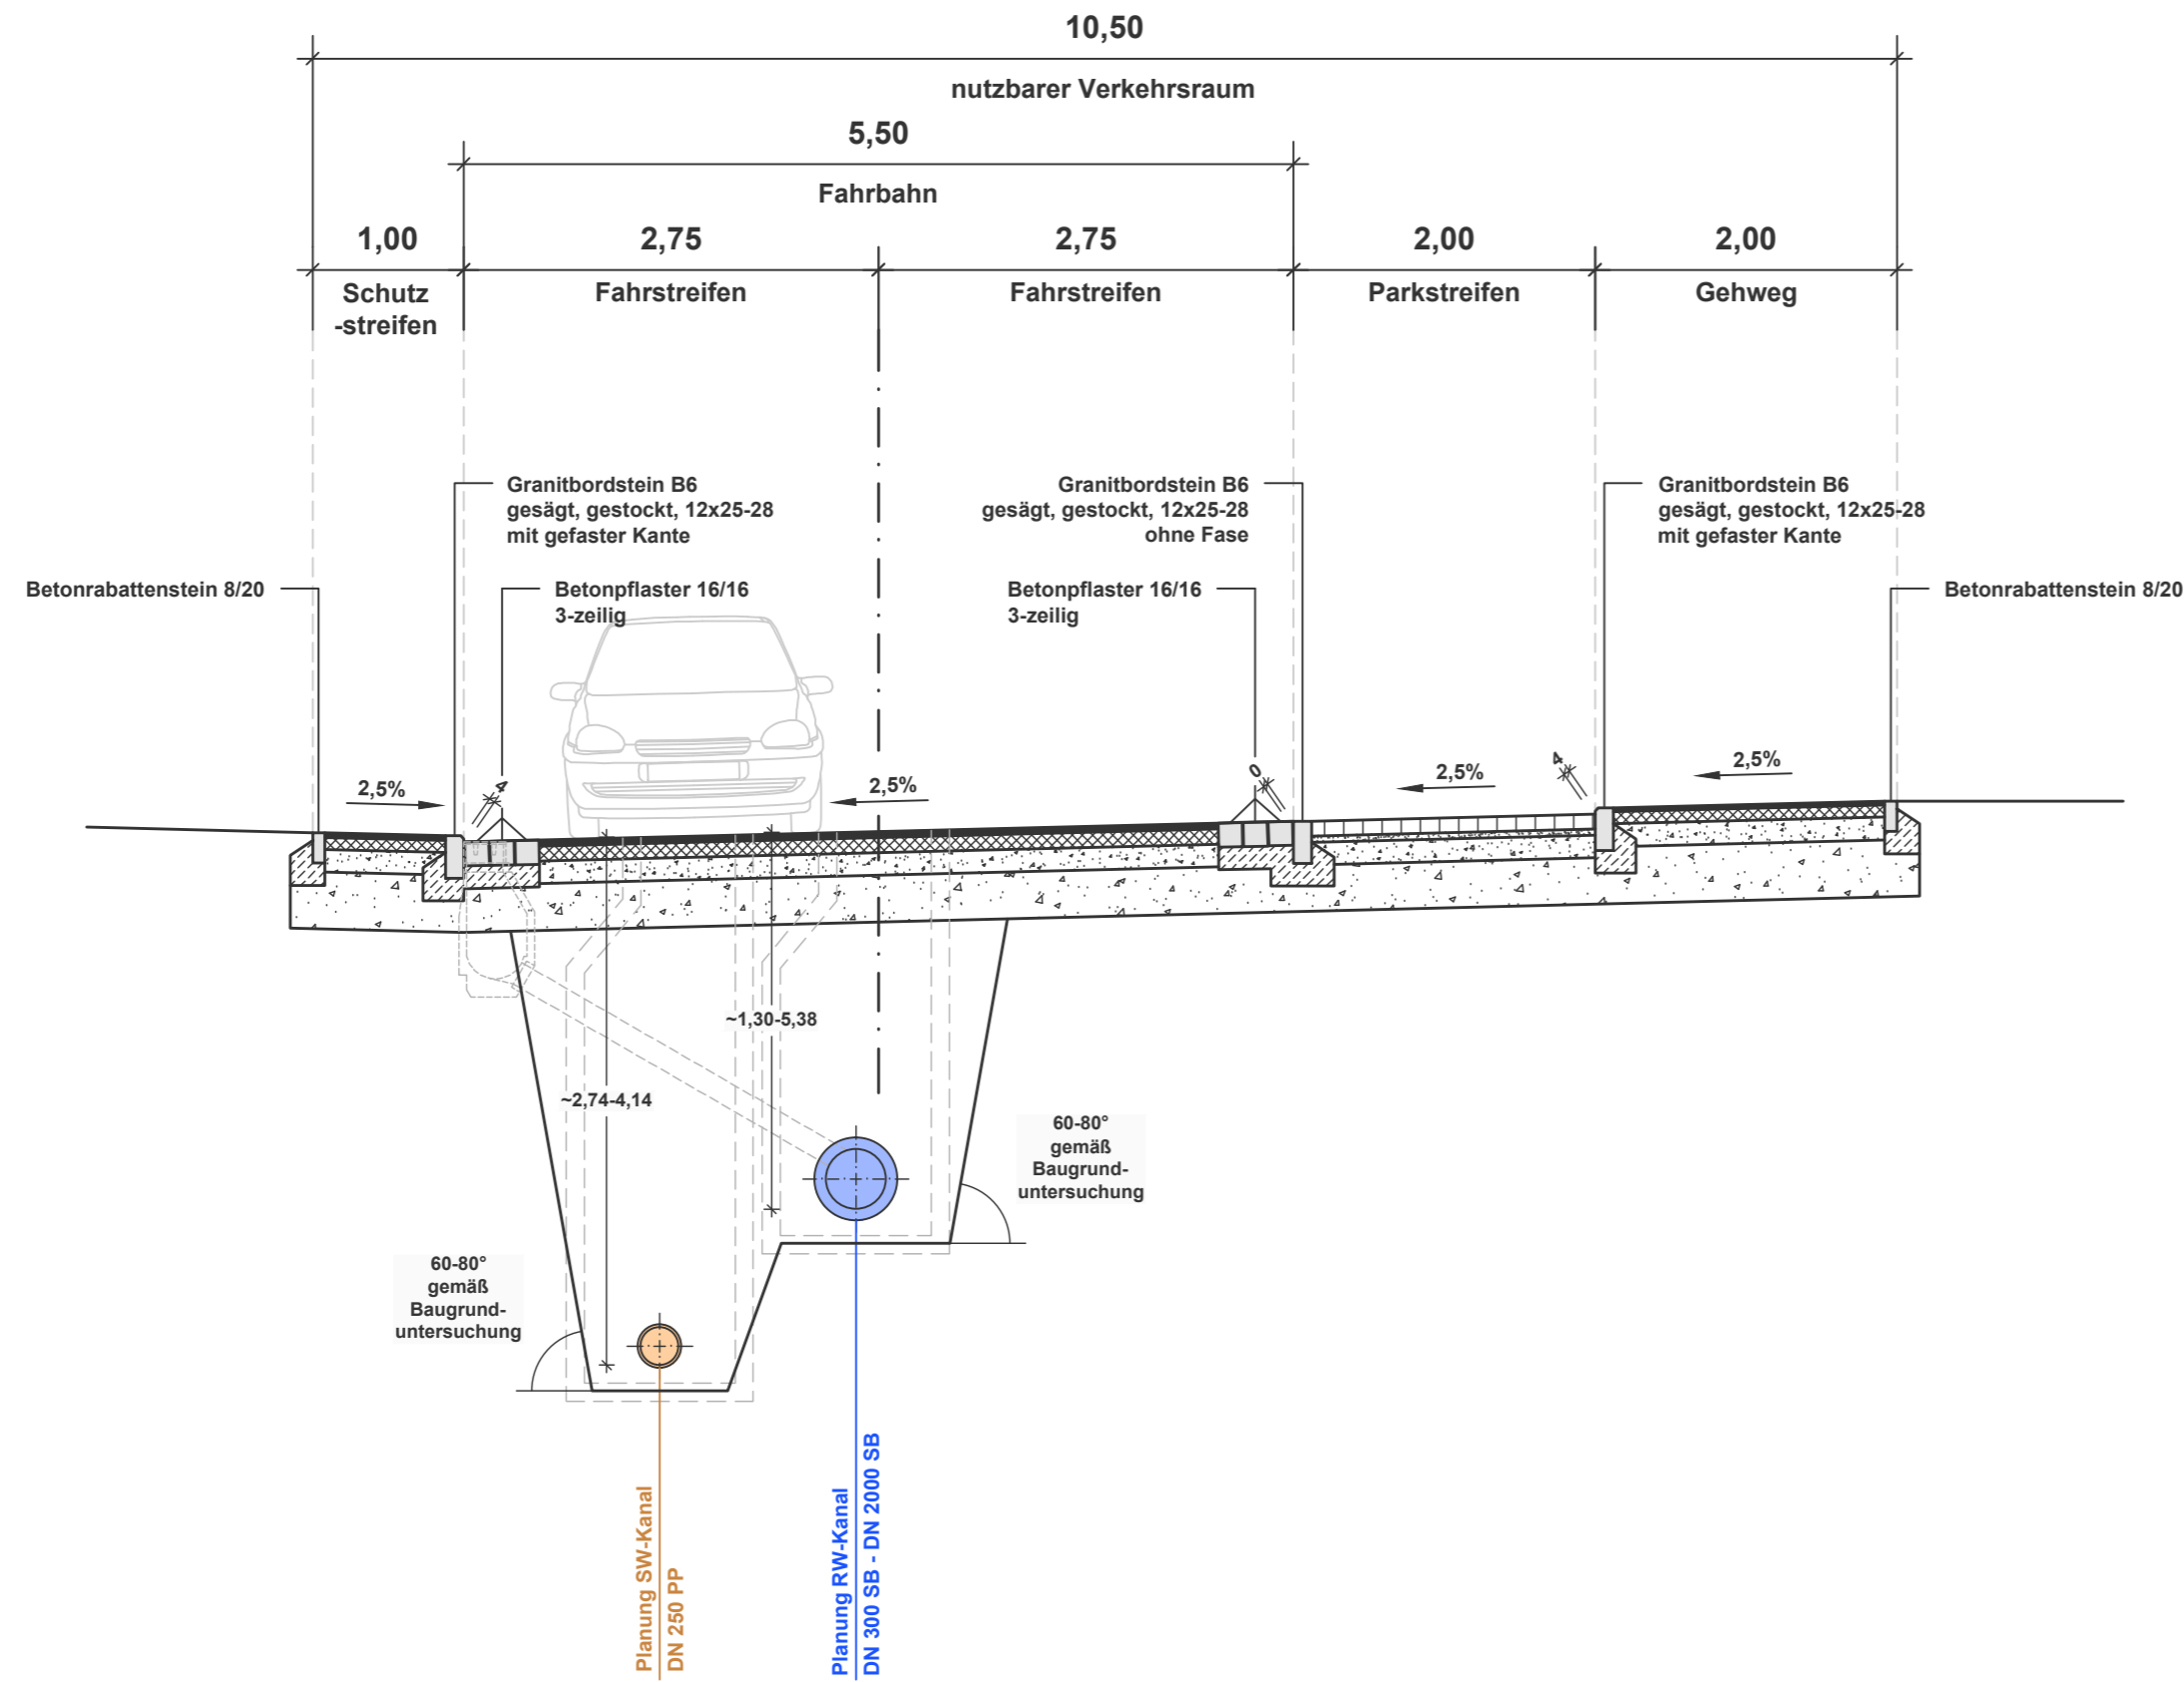 10,50
nutzbarer Verkehrsraum
5,50
Fahrbahn
1,00
2,75
2,75
2,00
2,00
Schutz
-streifen
Fahrstreifen
Fahrstreifen
Parkstreifen
Gehweg
Granitbordstein B6
gesägt, gestockt, 12x25-28
mit gefaster Kante
Granitbordstein B6
gesägt, gestockt, 12x25-28
ohne Fase
Granitbordstein B6
gesägt, gestockt, 12x25-28
mit gefaster Kante
Betonrabattenstein 8/20
Betonpflaster 16/16
3-zeilig
Betonpflaster 16/16
3-zeilig
Betonrabattenstein 8/20
2,5%
4
2,5%
0
2,5%
4
2,5%
~1,30-5,38
~2,74-4,14
60-80°
gemäß
Baugrund-
untersuchung
60-80°
gemäß
Baugrund-
untersuchung
Planung SW-Kanal
DN 250 PP
Planung RW-Kanal
DN 300 SB - DN 2000 SB